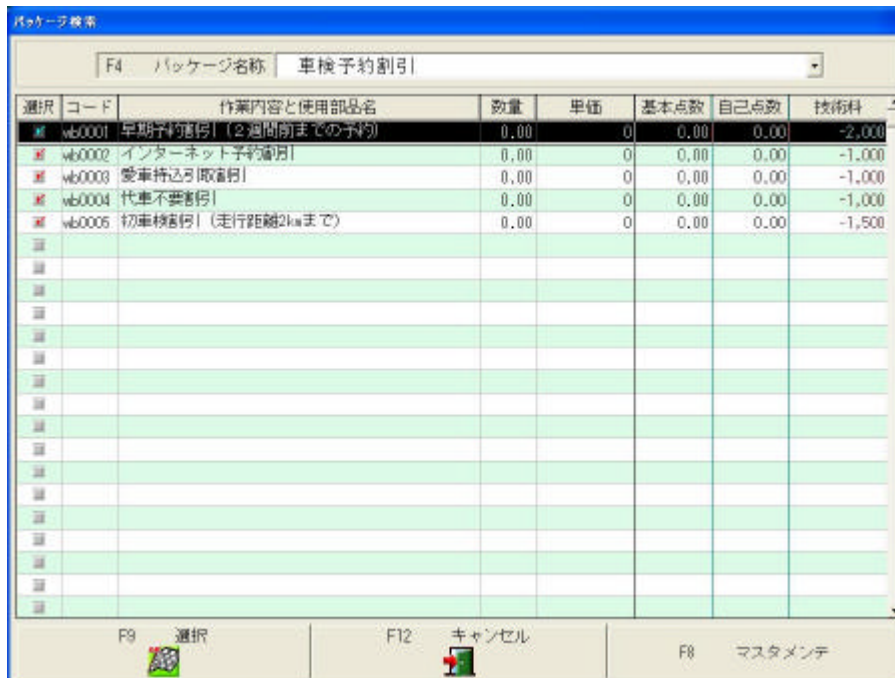 パッケージ検索
F4 パッケージ名称 車検予約割引
選択 コード 作業内容と使用部品名 数量 単価 基本点数 自己点数 技術料
wb0001 早期予約割引（２週間前までの予約） 0.00 0 0.00 0.00 -2,000
wb0002 インターネット予約割引 0.00 0 0.00 0.00 -1,000
wb0003 愛車持込引取割引 0.00 0 0.00 0.00 -1,000
wb0004 代車不要割引 0.00 0 0.00 0.00 -1,000
wb0005 初車検割引（走行距離2kmまで） 0.00 0 0.00 0.00 -1,500
F9 選択 F12 キャンセル F8 マスタメンテ